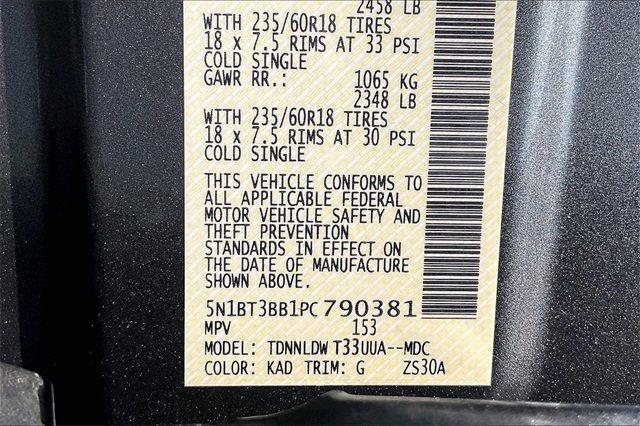 2458 LB
WITH 235/60R18 TIRES
18 x 7.5 RIMS AT 33 PSI
COLD SINGLE
GAWR RR.: 1065 KG
2348 LB
WITH 235/60R18 TIRES
18 x 7.5 RIMS AT 30 PSI
COLD SINGLE
THIS VEHICLE CONFORMS TO
ALL APPLICABLE FEDERAL
MOTOR VEHICLE SAFETY AND
THEFT PREVENTION
STANDARDS IN EFFECT ON
THE DATE OF MANUFACTURE
SHOWN ABOVE.
5N1BT3BB1PC790381
MPV 153
MODEL: TDNNLDW T33UUA--MDC
COLOR: KAD TRIM: G ZS30A